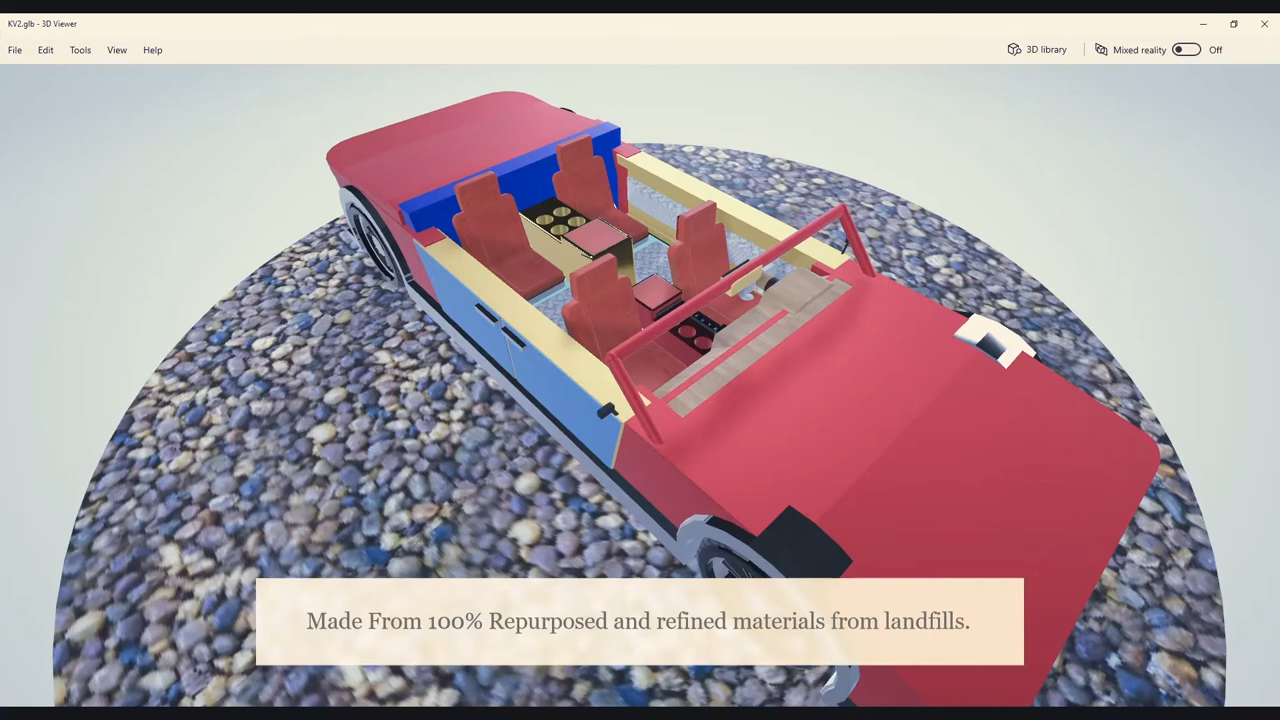 KV2.glb - 3D Viewer
File Edit Tools View Help
3D library Mixed reality Off
Made From 100% Repurposed and refined materials from landfills.